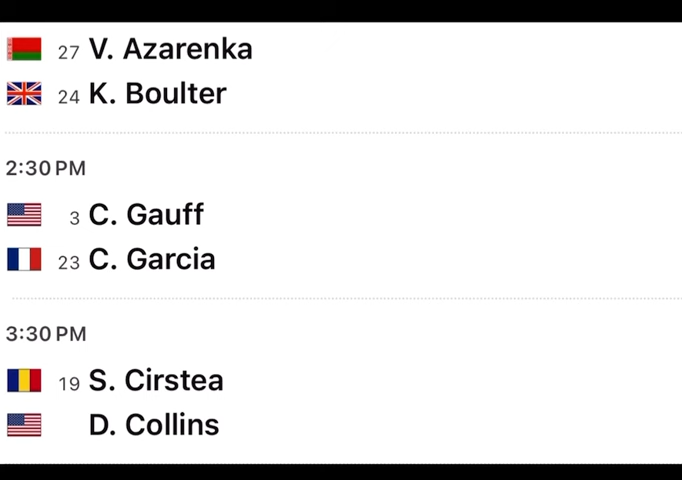 27 V. Azarenka
24 K. Boulter
2:30 PM
3 C. Gauff
23 C. Garcia
3:30 PM
19 S. Cirstea
D. Collins